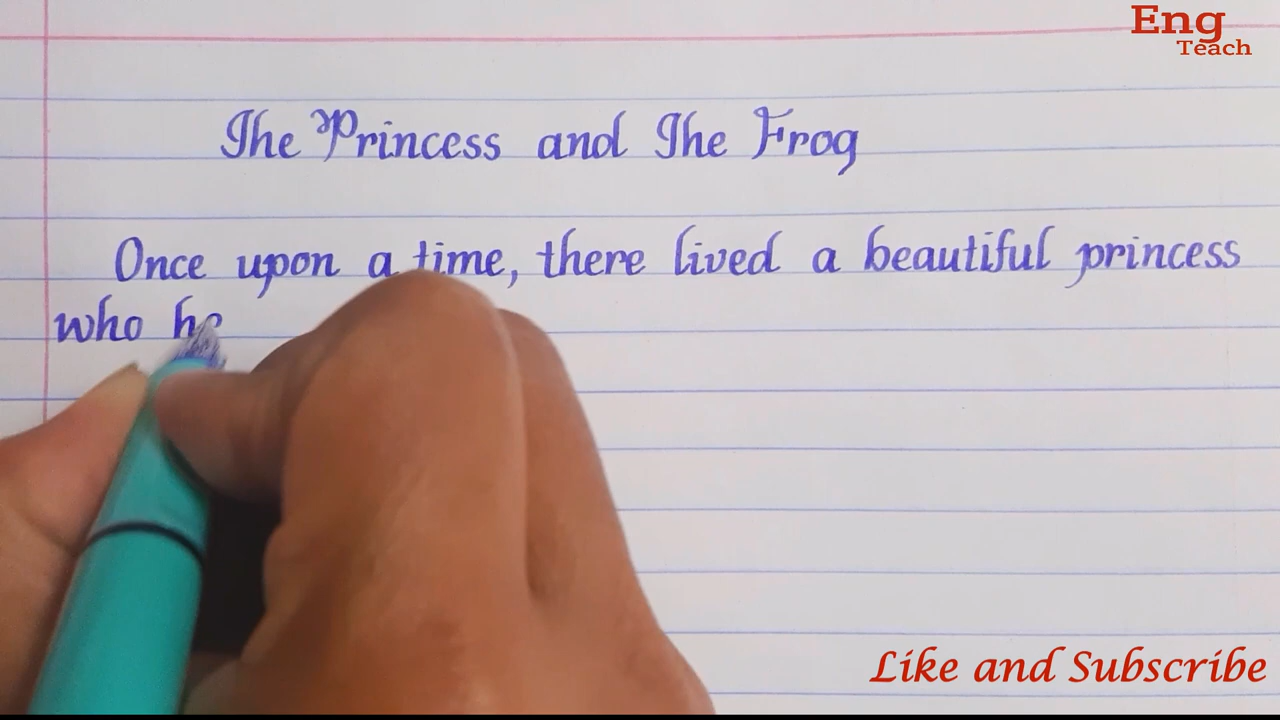 Eng
Teach
The Princess and The Frog
Once upon a time, there lived a beautiful princess
who
Like and Subscribe